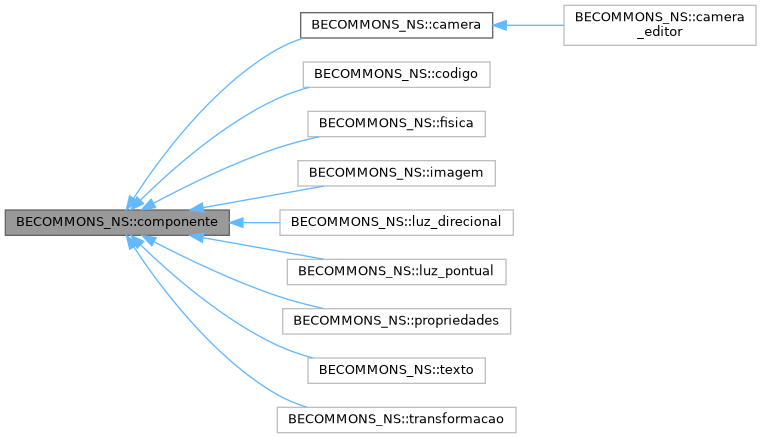 BECOMMONS_NS::camera
BECOMMONS_NS::camera
_editor
BECOMMONS_NS::codigo
BECOMMONS_NS::fisica
BECOMMONS_NS::imagem
BECOMMONS_NS::componente
BECOMMONS_NS::luz_direcional
BECOMMONS_NS::luz_pontual
BECOMMONS_NS::propriedades
BECOMMONS_NS::texto
BECOMMONS_NS::transformacao